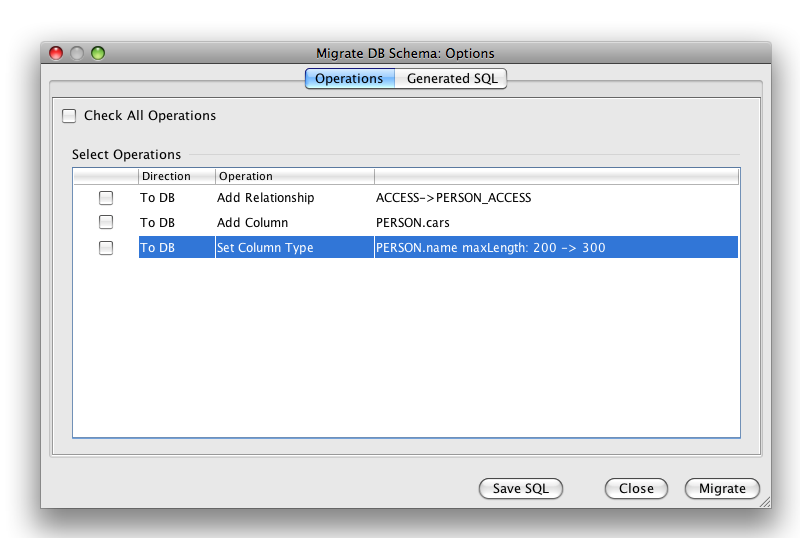 Migrate DB Schema: Options
Operations Generated SQL
Check All Operations
Select Operations
Direction Operation
To DB Add Relationship ACCESS->PERSON_ACCESS
To DB Add Column PERSON.cars
To DB Set Column Type PERSON.name maxLength: 200 -> 300
Save SQL Close Migrate